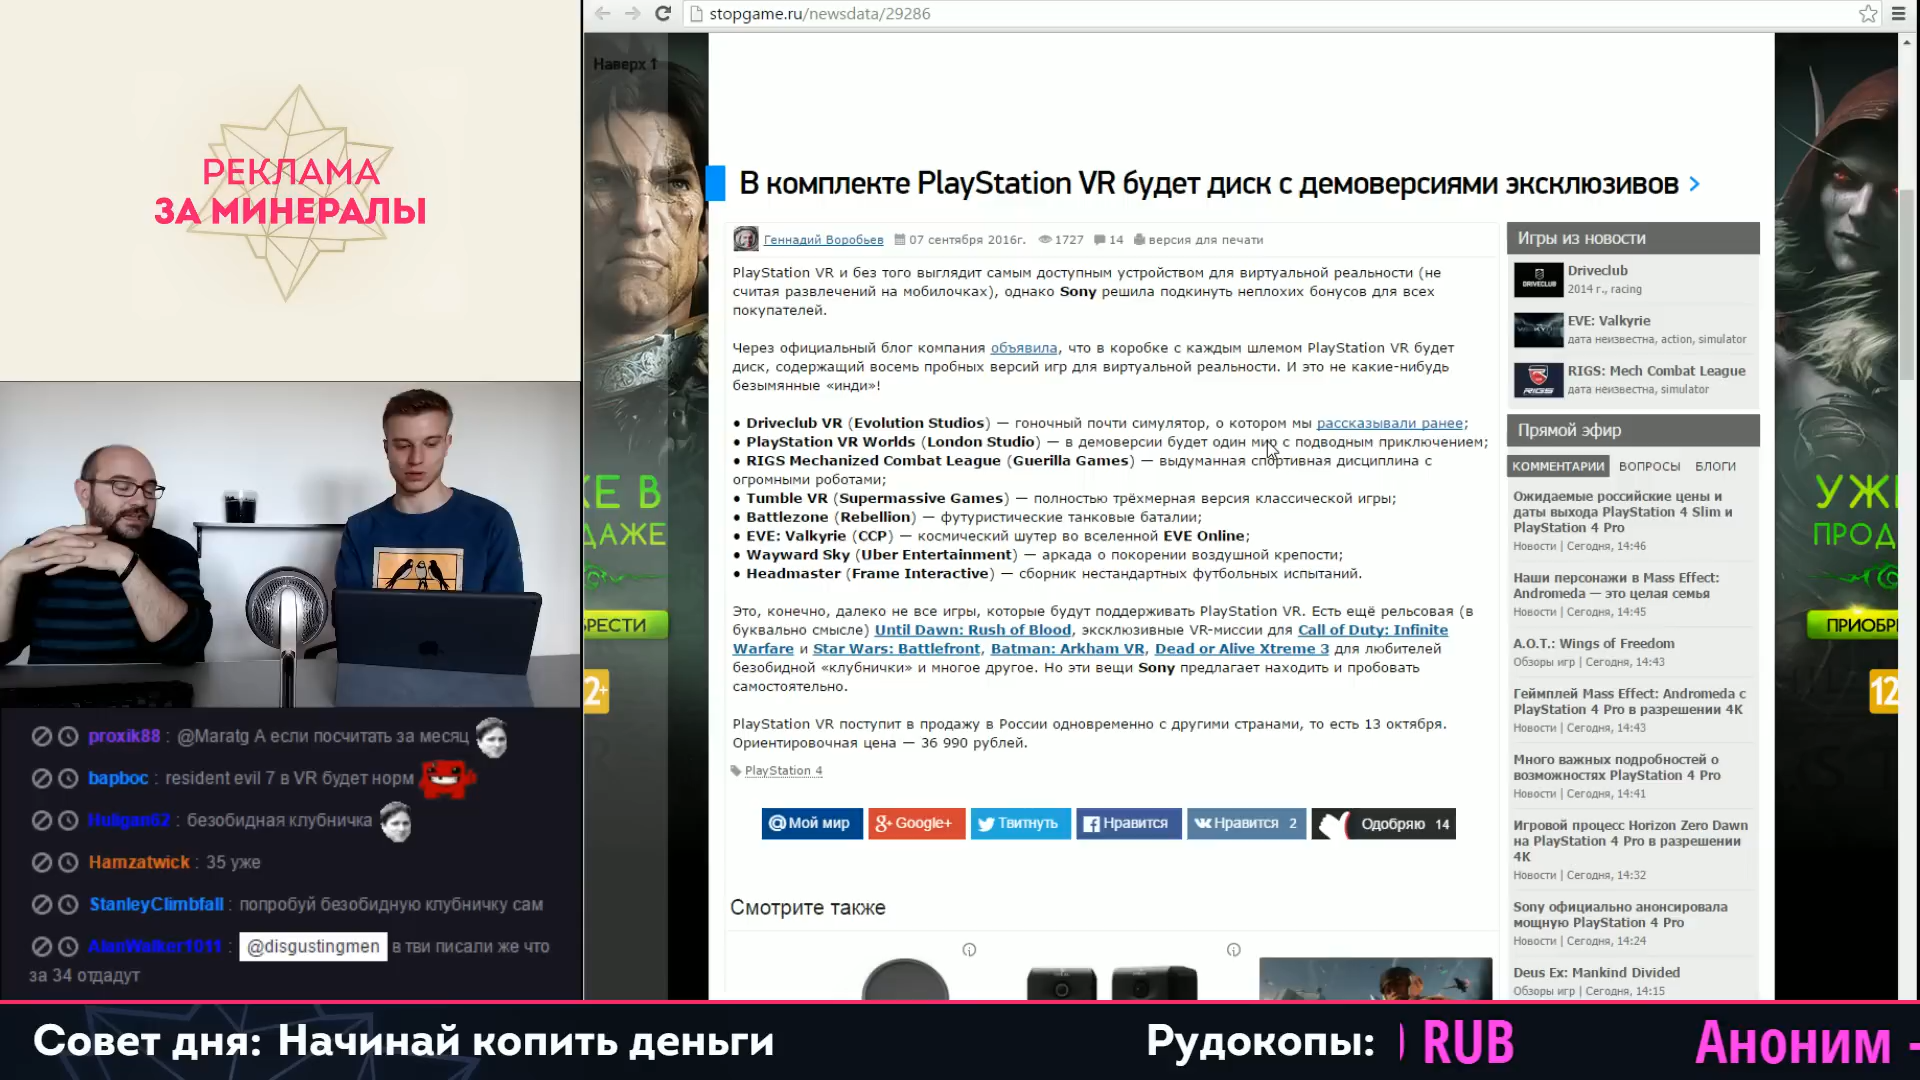 stopgame.ru/newsdata/29286
Наверх 1
РЕКЛАМА
ЗА МИНЕРАЛЫ
В комплекте PlayStation VR будет диск с демоверсиями эксклюзивов
Геннадий Воробьев 07 сентября 2016г. 1727 14 версия для печати
PlayStation VR и без того выглядит самым доступным устройством для виртуальной реальности (не
считая развлечений на мобилочках), однако Sony решила подкинуть неплохих бонусов для всех
покупателей.
Через официальный блог компания объявила, что в коробке с каждым шлемом PlayStation VR будет
диск, содержащий восемь пробных версий игр для виртуальной реальности. И это не какие-нибудь
безымянные «инди»!
• Driveclub VR (Evolution Studios) — гоночный почти симулятор, о котором мы рассказывали ранее;
• PlayStation VR Worlds (London Studio) — в демоверсии будет один мир с подводным приключением;
• RIGS Mechanized Combat League (Guerilla Games) — выдуманная спортивная дисциплина с
огромными роботами;
• Tumble VR (Supermassive Games) — полностью трёхмерная версия классической игры;
• Battlezone (Rebellion) — футуристические танковые баталии;
• EVE: Valkyrie (CCP) — космический шутер во вселенной EVE Online;
• Wayward Sky (Uber Entertainment) — аркада о покорении воздушной крепости;
• Headmaster (Frame Interactive) — сборник нестандартных футбольных испытаний.
Это, конечно, далеко не все игры, которые будут поддерживать PlayStation VR. Есть ещё рельсовая (в
буквально смысле) Until Dawn: Rush of Blood, эксклюзивные VR-миссии для Call of Duty: Infinite
Warfare и Star Wars: Battlefront, Batman: Arkham VR, Dead or Alive Xtreme 3 для любителей
безобидной «клубнички» и многое другое. Но эти вещи Sony предлагает находить и пробовать
самостоятельно.
PlayStation VR поступит в продажу в России одновременно с другими странами, то есть 13 октября.
Ориентировочная цена — 36 990 рублей.
PlayStation 4
@ Мой мир
g+ Google+
Твитнуть
Нравится
Нравится 2
Одобряю 14
Смотрите также
Игры из новости
DRIVECLUB
Driveclub
2014 г., racing
EVE: Valkyrie
дата неизвестна, action, simulator
RIGS
RIGS: Mech Combat League
дата неизвестна, simulator
Прямой эфир
КОММЕНТАРИИ ВОПРОСЫ БЛОГИ
Ожидаемые российские цены и
даты выхода PlayStation 4 Slim и
PlayStation 4 Pro
Новости | Сегодня, 14:46
Наши персонажи в Mass Effect:
Andromeda — это целая семья
Новости | Сегодня, 14:45
A.O.T.: Wings of Freedom
Обзоры игр | Сегодня, 14:43
Геймплей Mass Effect: Andromeda с
PlayStation 4 Pro в разрешении 4K
Новости | Сегодня, 14:43
Много важных подробностей о
возможностях PlayStation 4 Pro
Новости | Сегодня, 14:41
Игровой процесс Horizon Zero Dawn
на PlayStation 4 Pro в разрешении
4K
Новости | Сегодня, 14:32
Sony официально анонсировала
мощную PlayStation 4 Pro
Новости | Сегодня, 14:24
Deus Ex: Mankind Divided
Обзоры игр | Сегодня, 14:15
КЕ В
ДАЖЕ
БРЕСТИ
2+
УЖ
ПРОД
ПРИОБР
12
proxik88 : @Maratg А если посчитать за месяц
bapboc : resident evil 7 в VR будет норм
Huligan62 : безобидная клубничка
Hamzatwick : 35 уже
StanleyClimbfall : попробуй безобидную клубничку сам
AlanWalker1011 : @disgustingmen в тви писали же что
за 34 отдадут
Совет дня: Начинай копить деньги
Рудокопы: ) RUB Аноним -